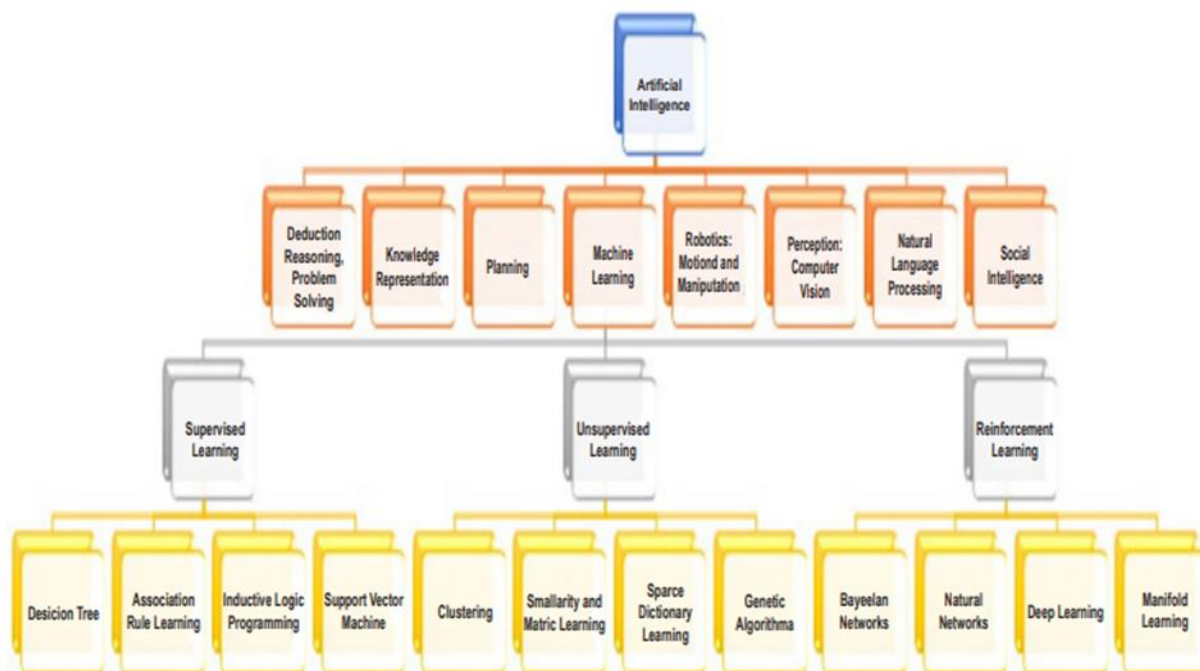 Artificial
Intelligence
Deduction
Reasoning,
Problem
Solving
Knowledge
Representation
Planning
Machine
Learning
Robotics:
Motiond and
Maniputation
Perception:
Computer
Vision
Natural
Language
Processing
Social
Intelligence
Supervised
Learning
Unsupervised
Learning
Reinforcement
Learning
Desicion Tree
Association
Rule Learning
Inductive Logic
Programming
Support Vector
Machine
Clustering
Smallarity and
Matric Learning
Sparce
Dictionary
Learning
Genetic
Algorithma
Bayeelan
Networks
Natural
Networks
Deep Learning
Manifold
Learning